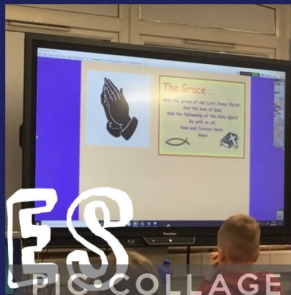 The Grace
May the grace of our Lord Jesus Christ,
And the love of God,
And the fellowship of the Holy Spirit
Be with us all,
Now and forever more
Amen
ES
PIC•COLLAGE